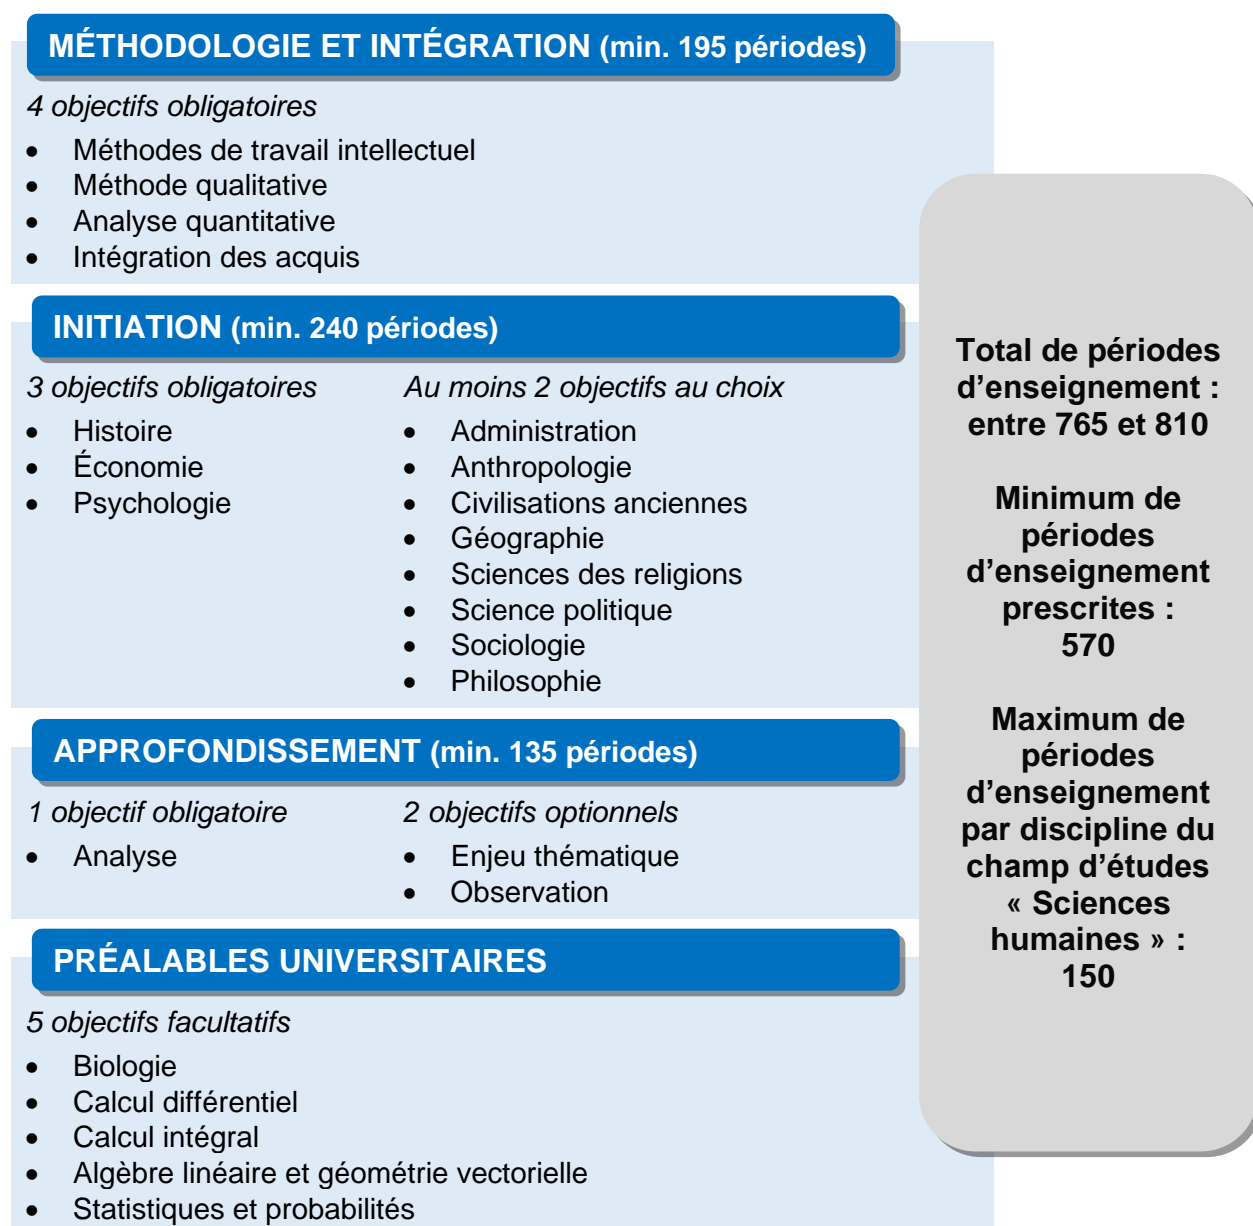 MÉTHODOLOGIE ET INTÉGRATION (min. 195 périodes)
4 objectifs obligatoires
• Méthodes de travail intellectuel
• Méthode qualitative
• Analyse quantitative
• Intégration des acquis
INITIATION (min. 240 périodes)
3 objectifs obligatoires
• Histoire
• Économie
• Psychologie
Au moins 2 objectifs au choix
• Administration
• Anthropologie
• Civilisations anciennes
• Géographie
• Sciences des religions
• Science politique
• Sociologie
• Philosophie
APPROFONDISSEMENT (min. 135 périodes)
1 objectif obligatoire
• Analyse
2 objectifs optionnels
• Enjeu thématique
• Observation
PRÉALABLES UNIVERSITAIRES
5 objectifs facultatifs
• Biologie
• Calcul différentiel
• Calcul intégral
• Algèbre linéaire et géométrie vectorielle
• Statistiques et probabilités
Total de périodes
d’enseignement :
entre 765 et 810
Minimum de
périodes
d’enseignement
prescrites :
570
Maximum de
périodes
d’enseignement
par discipline du
champ d’études
« Sciences
humaines » :
150